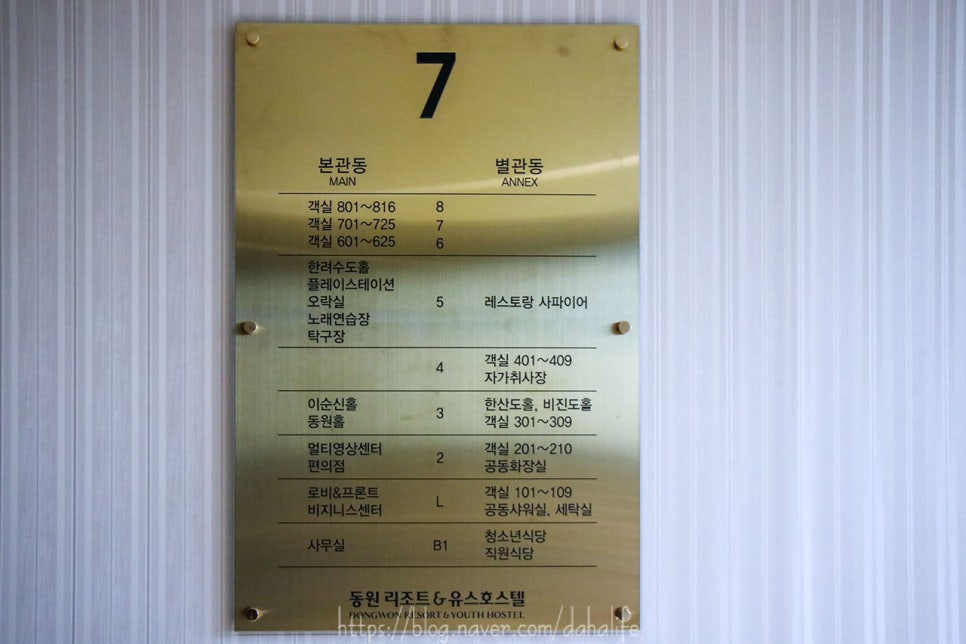 7
본관동 별관동
MAIN ANNEX
객실 801～816 8
객실 701～725 7
객실 601～625 6
한려수도홀
플레이스테이션
오락실 5 레스토랑 사파이어
노래연습장
탁구장
객실 401～409
4
자가취사장
이순신홀 한산도홀, 비진도홀
3
동원홀 객실 301～309
멀티영상센터 객실 201～210
2
편의점 공동화장실
로비&프론트 객실 101～109
L
비지니스센터 공동샤워실, 세탁실
청소년식당
사무실 B1
직원식당
동원 리조트 & 유스호스텔
DONGWON RESORT & YOUTH HOSTEL
https://blog.naver.com/dahalife